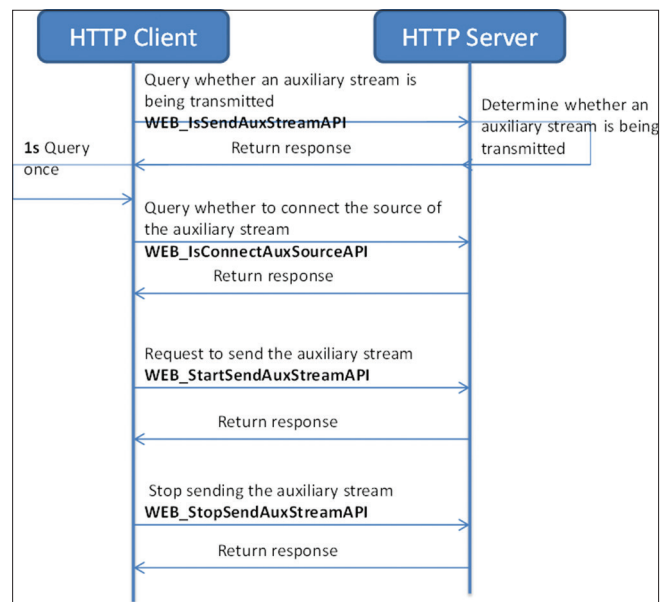 HTTP Client
HTTP Server
Query whether an auxiliary stream is
being transmitted
WEB_IsSendAuxStreamAPI
Determine whether an
auxiliary stream is being
transmitted
Return response
1s Query
once
Query whether to connect the source of
the auxiliary stream
WEB_IsConnectAuxSourceAPI
Return response
Request to send the auxiliary stream
WEB_StartSendAuxStreamAPI
Return response
Stop sending the auxiliary stream
WEB_StopSendAuxStreamAPI
Return response